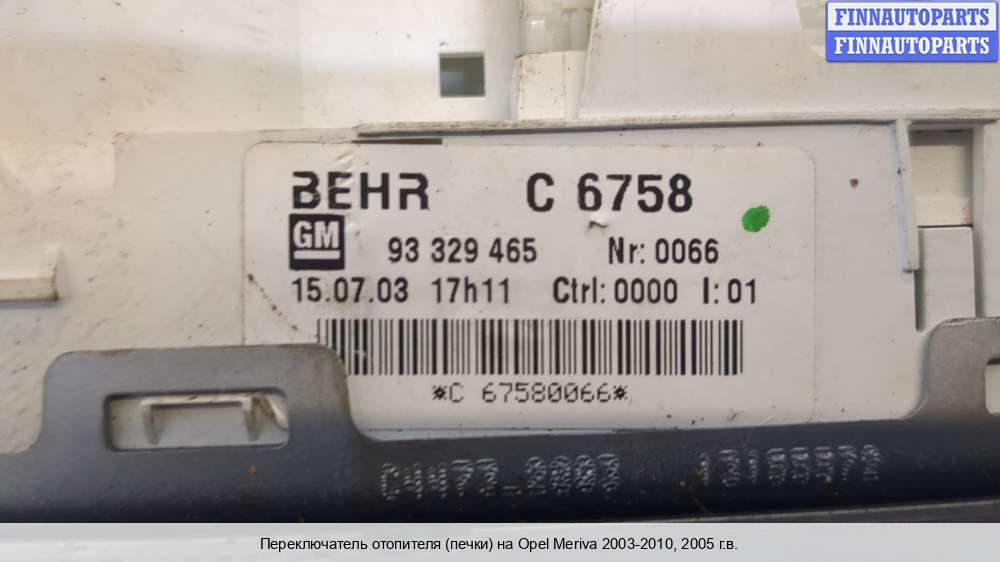 FINNAUTOPARTS
FINNAUTOPARTS
BEHR C 6758
GM 93 329 465 Nr: 0066
15.07.03 17h11 Ctrl: 0000 I: 01
*C 67580066*
Переключатель отопителя (печки) на Opel Meriva 2003-2010, 2005 г.в.